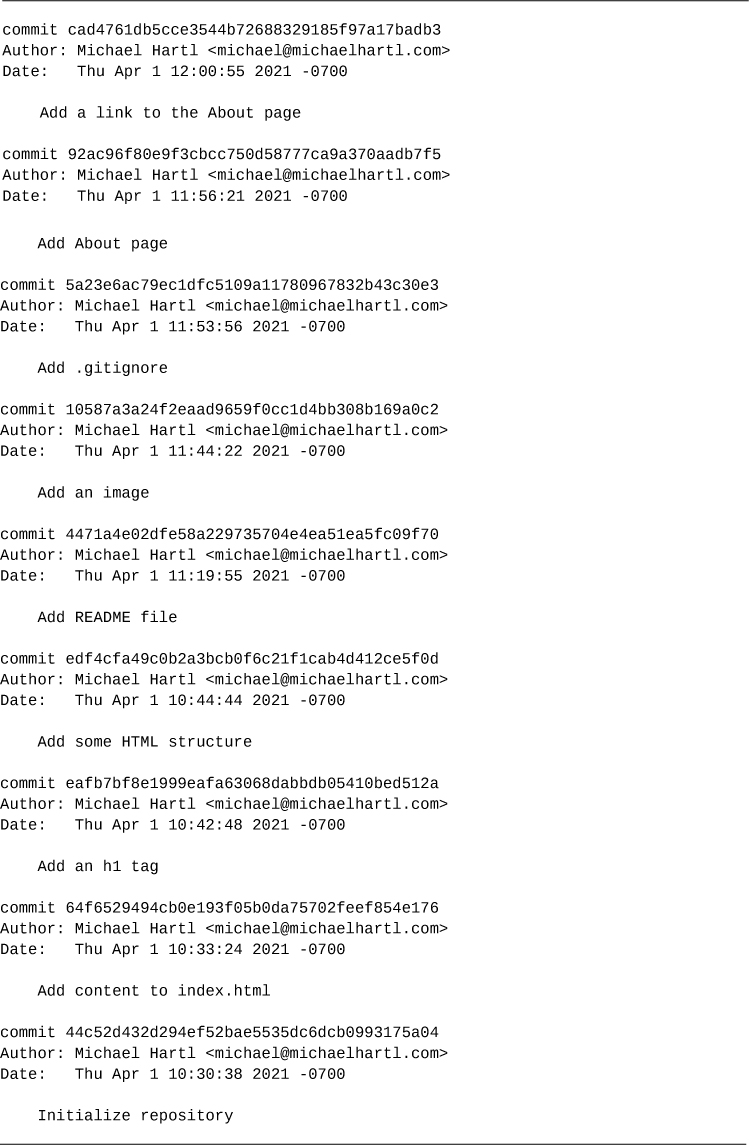 commit cad4761db5cce3544b72688329185f97a17badb3
Author: Michael Hartl <michael@michaelhartl.com>
Date:   Thu Apr 1 12:00:55 2021 -0700
    Add a link to the About page
commit 92ac96f80e9f3cbcc750d58777ca9a370aadb7f5
Author: Michael Hartl <michael@michaelhartl.com>
Date:   Thu Apr 1 11:56:21 2021 -0700
    Add About page
commit 5a23e6ac79ec1dfc5109a11780967832b43c30e3
Author: Michael Hartl <michael@michaelhartl.com>
Date:   Thu Apr 1 11:53:56 2021 -0700
    Add .gitignore
commit 10587a3a24f2eaad9659f0cc1d4bb308b169a0c2
Author: Michael Hartl <michael@michaelhartl.com>
Date:   Thu Apr 1 11:44:22 2021 -0700
    Add an image
commit 4471a4e02dfe58a229735704e4ea51ea5fc09f70
Author: Michael Hartl <michael@michaelhartl.com>
Date:   Thu Apr 1 11:19:55 2021 -0700
    Add README file
commit edf4cfa49c0b2a3bcb0f6c21f1cab4d412ce5f0d
Author: Michael Hartl <michael@michaelhartl.com>
Date:   Thu Apr 1 10:44:44 2021 -0700
    Add some HTML structure
commit eafb7bf8e1999eafa63068dabbdb05410bed512a
Author: Michael Hartl <michael@michaelhartl.com>
Date:   Thu Apr 1 10:42:48 2021 -0700
    Add an h1 tag
commit 64f6529494cb0e193f05b0da75702feef854e176
Author: Michael Hartl <michael@michaelhartl.com>
Date:   Thu Apr 1 10:33:24 2021 -0700
    Add content to index.html
commit 44c52d432d294ef52bae5535dc6dcb0993175a04
Author: Michael Hartl <michael@michaelhartl.com>
Date:   Thu Apr 1 10:30:38 2021 -0700
    Initialize repository